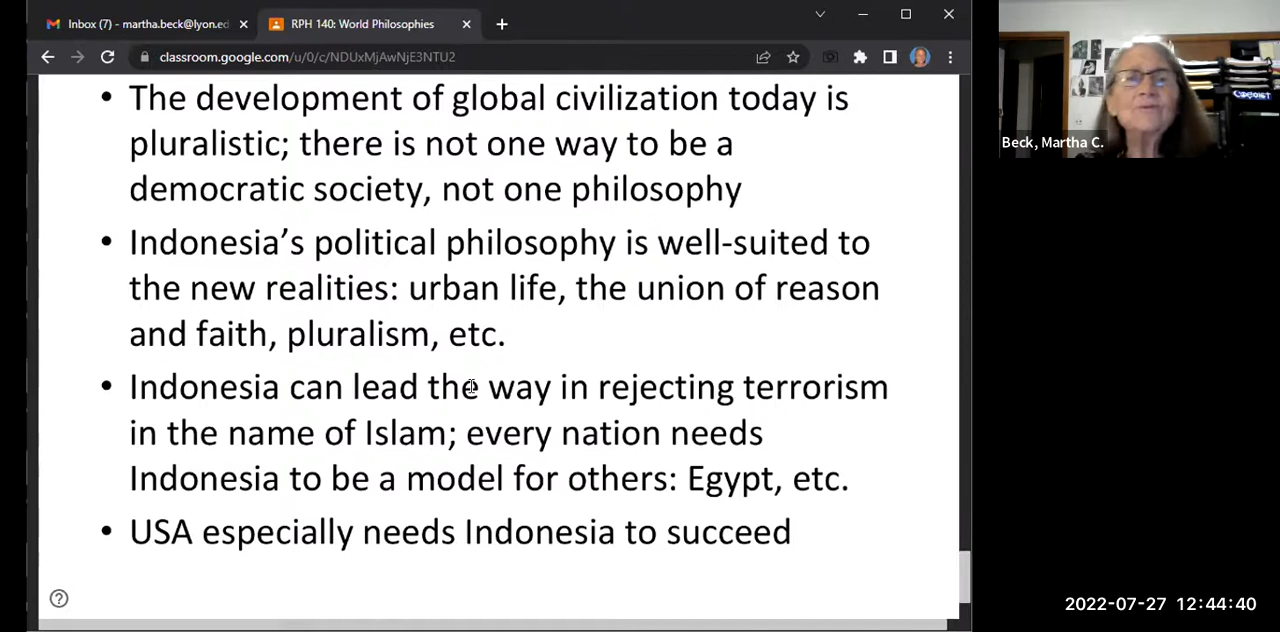 Inbox (7) - martha.beck@lyon.ed
RPH 140: World Philosophies
classroom.google.com/u/0/c/NDUxMjAwNjE3NTU2
• The development of global civilization today is
pluralistic; there is not one way to be a
democratic society, not one philosophy
• Indonesia’s political philosophy is well-suited to
the new realities: urban life, the union of reason
and faith, pluralism, etc.
• Indonesia can lead the way in rejecting terrorism
in the name of Islam; every nation needs
Indonesia to be a model for others: Egypt, etc.
• USA especially needs Indonesia to succeed
Beck, Martha C.
2022-07-27 12:44:40